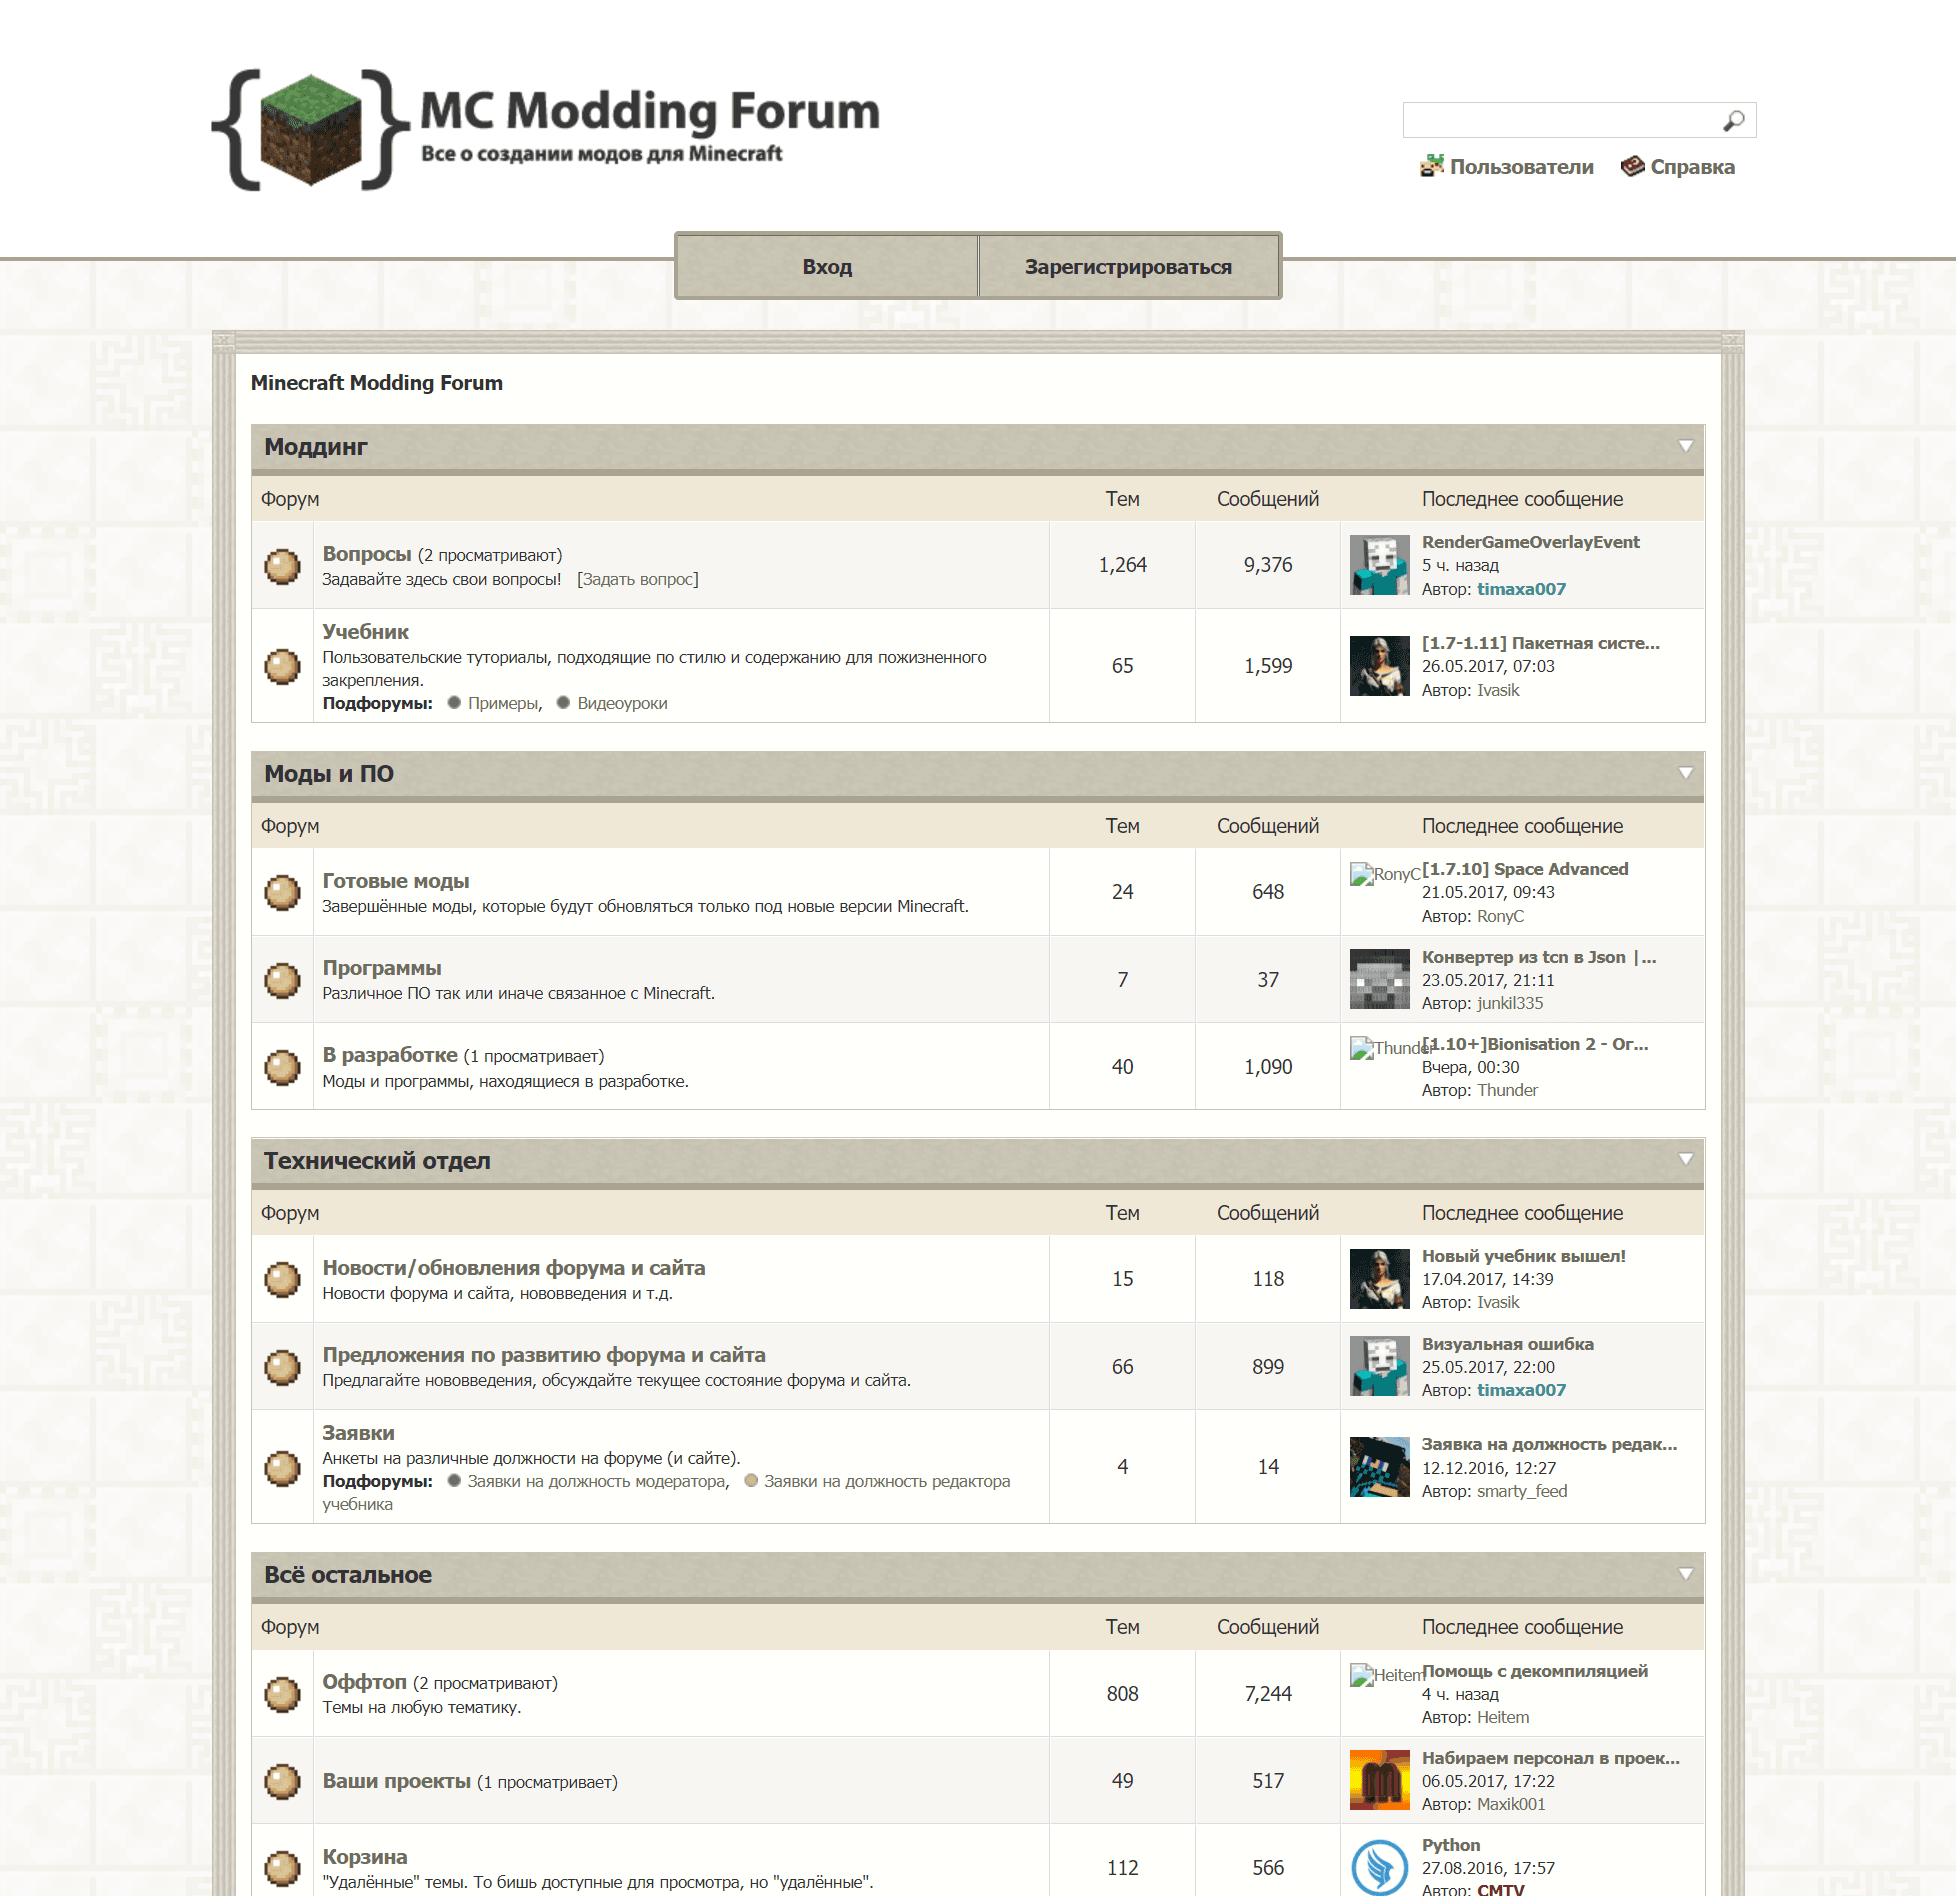 MC Modding Forum
Все о создании модов для Minecraft
Пользователи Справка
Вход Зарегистрироваться
Minecraft Modding Forum
Моддинг
Форум Тем Сообщений Последнее сообщение
Вопросы (2 просматривают)
Задавайте здесь свои вопросы! [Задать вопрос]
1,264 9,376
RenderGameOverlayEvent
5 ч. назад
Автор: timaxa007
Учебник
Пользовательские туториалы, подходящие по стилю и содержанию для пожизненного
закрепления.
Подфорумы: Примеры, Видеоуроки
65 1,599
[1.7-1.11] Пакетная систе...
26.05.2017, 07:03
Автор: Ivasik
Моды и ПО
Форум Тем Сообщений Последнее сообщение
Готовые моды
Завершённые моды, которые будут обновляться только под новые версии Minecraft.
24 648
RonyC
[1.7.10] Space Advanced
21.05.2017, 09:43
Автор: RonyC
Программы
Различное ПО так или иначе связанное с Minecraft.
7 37
Конвертер из tcn в Json |...
23.05.2017, 21:11
Автор: junkil335
В разработке (1 просматривает)
Моды и программы, находящиеся в разработке.
40 1,090
Thunder
[1.10+]Bionisation 2 - Ог...
Вчера, 00:30
Автор: Thunder
Технический отдел
Форум Тем Сообщений Последнее сообщение
Новости/обновления форума и сайта
Новости форума и сайта, нововведения и т.д.
15 118
Новый учебник вышел!
17.04.2017, 14:39
Автор: Ivasik
Предложения по развитию форума и сайта
Предлагайте нововведения, обсуждайте текущее состояние форума и сайта.
66 899
Визуальная ошибка
25.05.2017, 22:00
Автор: timaxa007
Заявки
Анкеты на различные должности на форуме (и сайте).
Подфорумы: Заявки на должность модератора, Заявки на должность редактора
учебника
4 14
Заявка на должность редак...
12.12.2016, 12:27
Автор: smarty_feed
Всё остальное
Форум Тем Сообщений Последнее сообщение
Оффтоп (2 просматривают)
Темы на любую тематику.
808 7,244
Heitem
Помощь с декомпиляцией
4 ч. назад
Автор: Heitem
Ваши проекты (1 просматривает)
49 517
Набираем персонал в проек...
06.05.2017, 17:22
Автор: Maxik001
Корзина
"Удалённые" темы. То бишь доступные для просмотра, но "удалённые".
112 566
Python
27.08.2016, 17:57
Автор: CMTV